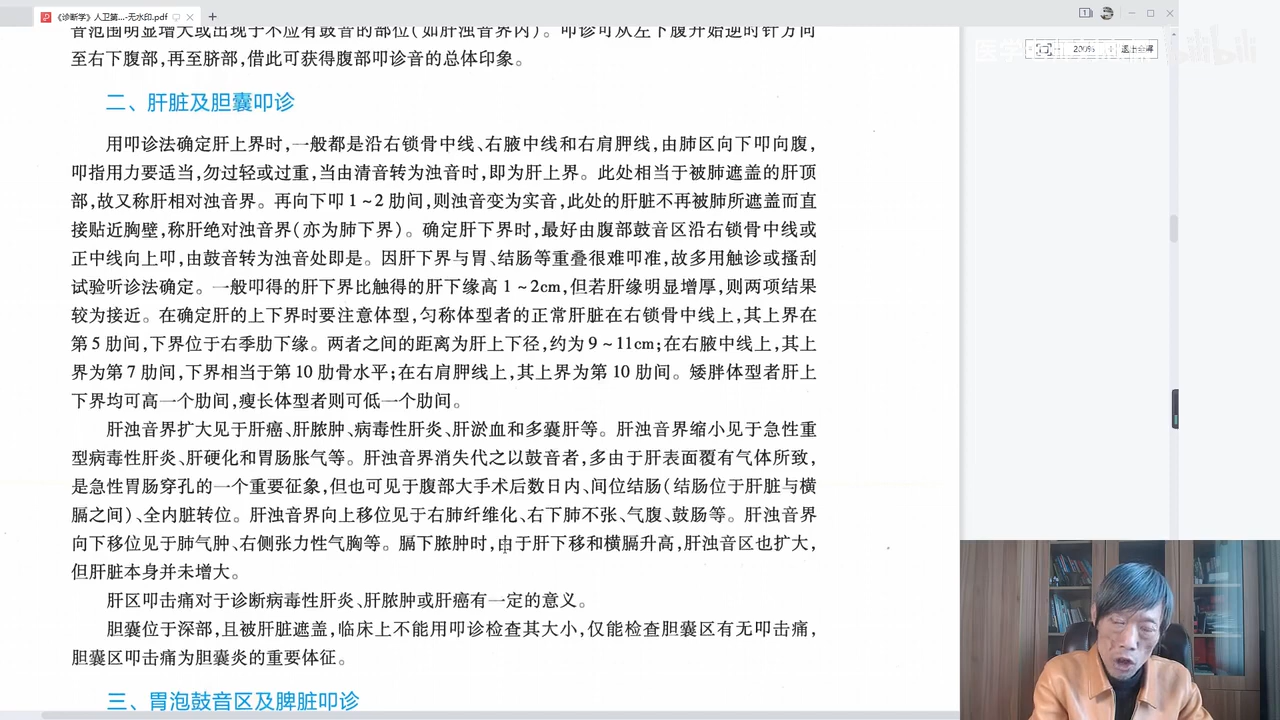 《诊断学》人卫第...-无水印.pdf
音范围明显增大或出现于不应有鼓音的部位(如肝浊音界内)。叩诊可从左下腹开始逆时针方向
至右下腹部,再至脐部,借此可获得腹部叩诊音的总体印象。
200%
退出全屏
bilibili
二、肝脏及胆囊叩诊
用叩诊法确定肝上界时,一般都是沿右锁骨中线、右腋中线和右肩胛线,由肺区向下叩向腹,
叩指用力要适当,勿过轻或过重,当由清音转为浊音时,即为肝上界。此处相当于被肺遮盖的肝顶
部,故又称肝相对浊音界。再向下叩1~2肋间,则浊音变为实音,此处的肝脏不再被肺所遮盖而直
接贴近胸壁,称肝绝对浊音界(亦为肺下界)。确定肝下界时,最好由腹部鼓音区沿右锁骨中线或
正中线向上叩,由鼓音转为浊音处即是。因肝下界与胃、结肠等重叠很难叩准,故多用触诊或搔刮
试验听诊法确定。一般叩得的肝下界比触得的肝下缘高1~2cm,但若肝缘明显增厚,则两项结果
较为接近。在确定肝的上下界时要注意体型,匀称体型者的正常肝脏在右锁骨中线上,其上界在
第5肋间,下界位于右季肋下缘。两者之间的距离为肝上下径,约为9~11cm;在右腋中线上,其上
界为第7肋间,下界相当于第10肋骨水平;在右肩胛线上,其上界为第10肋间。矮胖体型者肝上
下界均可高一个肋间,瘦长体型者则可低一个肋间。
肝浊音界扩大见于肝癌、肝脓肿、病毒性肝炎、肝淤血和多囊肝等。肝浊音界缩小见于急性重
型病毒性肝炎、肝硬化和胃肠胀气等。肝浊音界消失代之以鼓音者,多由于肝表面覆有气体所致,
是急性胃肠穿孔的一个重要征象,但也可见于腹部大手术后数日内、间位结肠(结肠位于肝脏与横
膈之间)、全内脏转位。肝浊音界向上移位见于右肺纤维化、右下肺不张、气腹、鼓肠等。肝浊音界
向下移位见于肺气肿、右侧张力性气胸等。膈下脓肿时,由于肝下移和横膈升高,肝浊音区也扩大,
但肝脏本身并未增大。
肝区叩击痛对于诊断病毒性肝炎、肝脓肿或肝癌有一定的意义。
胆囊位于深部,且被肝脏遮盖,临床上不能用叩诊检查其大小,仅能检查胆囊区有无叩击痛,
胆囊区叩击痛为胆囊炎的重要体征。
三、胃泡鼓音区及脾脏叩诊